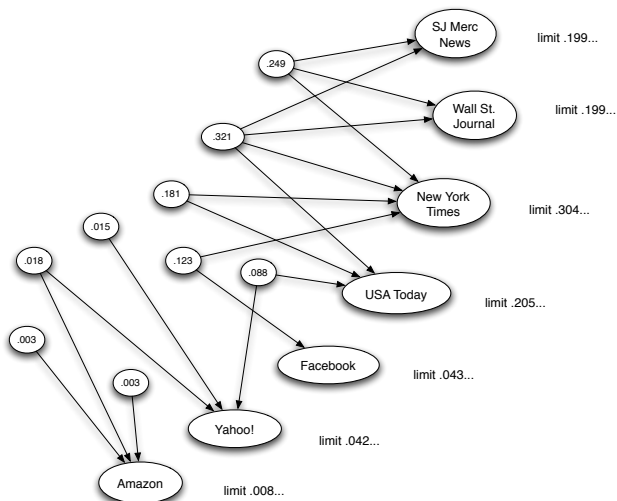 SJ Merc
News
limit .199...
.249
Wall St.
Journal
limit .199...
.321
.181
New York
Times
limit .304...
.015
.018
.123
.088
USA Today
limit .205...
.003
Facebook
limit .043...
.003
Yahoo!
limit .042...
Amazon
limit .008...